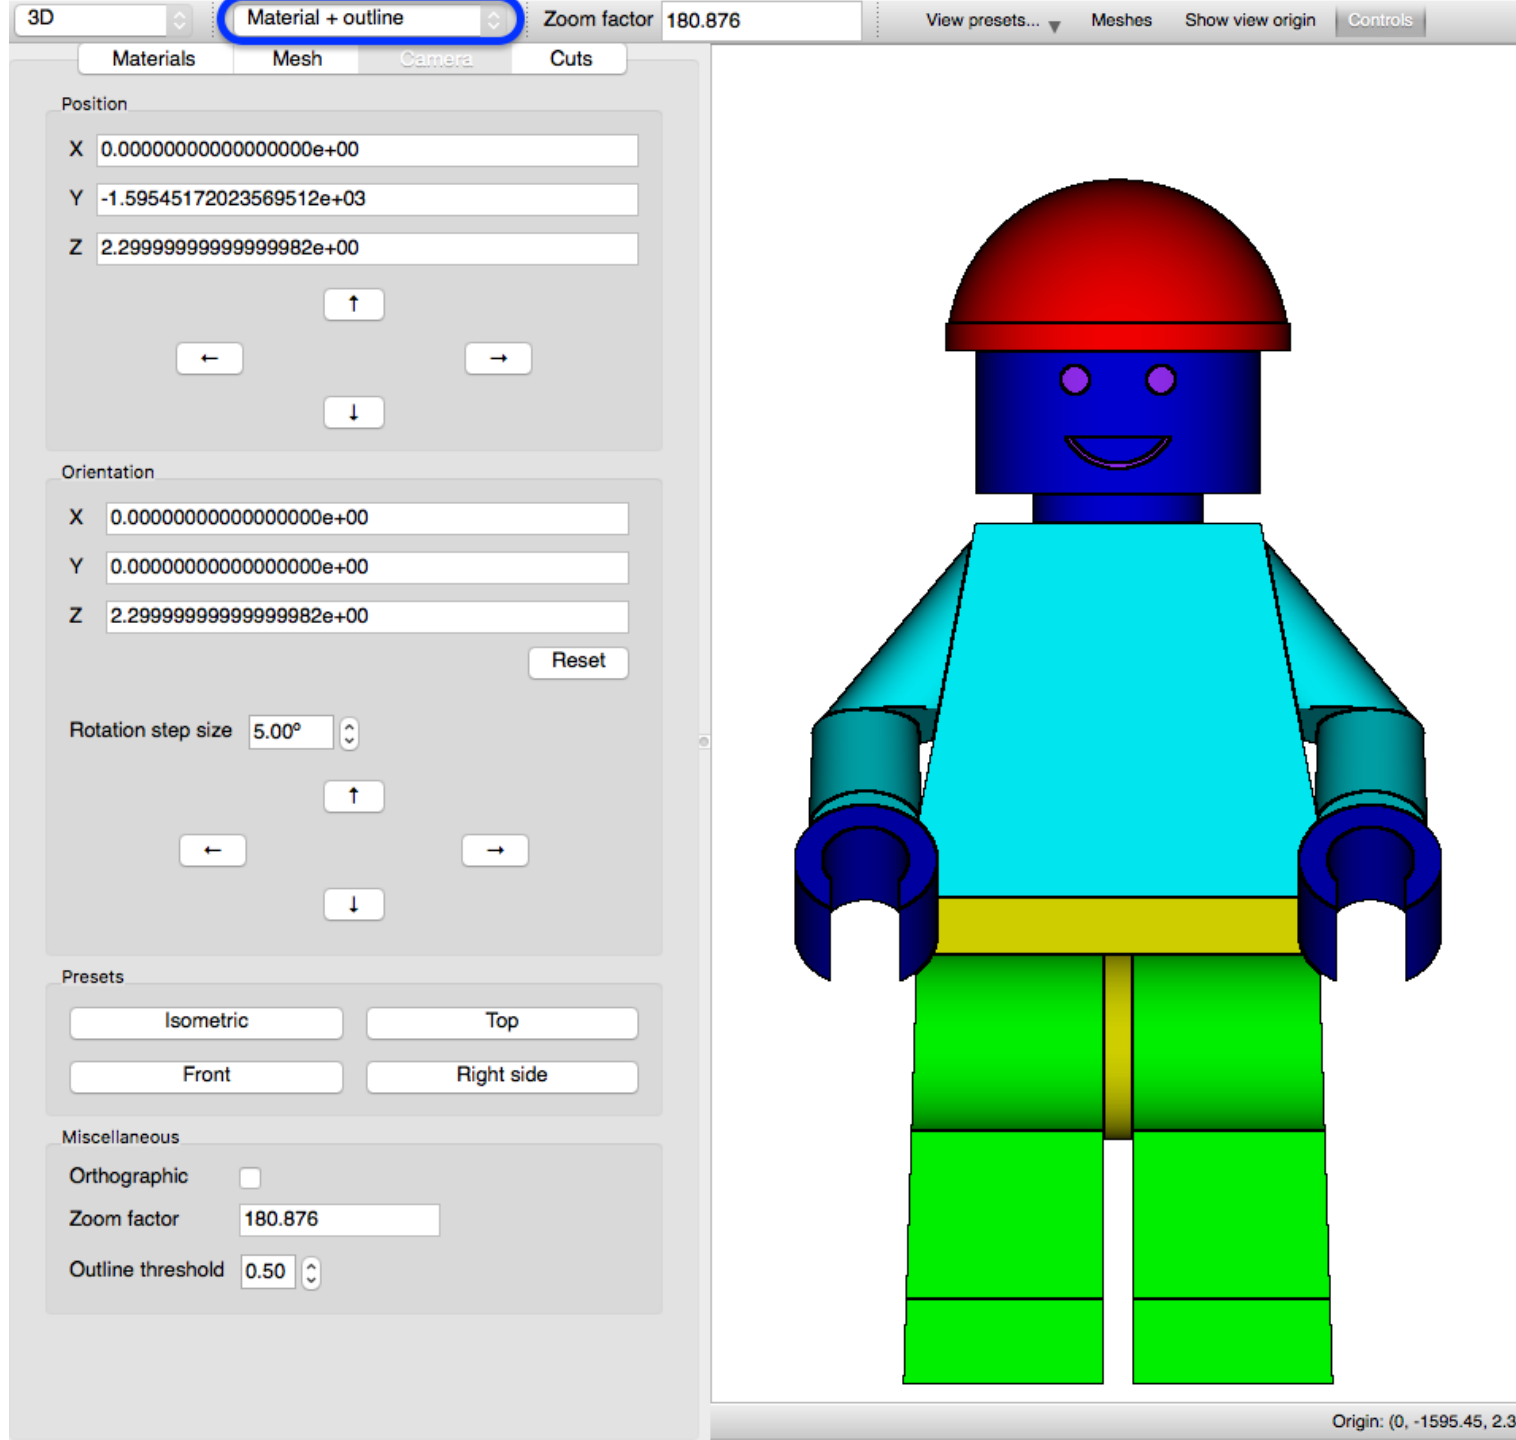 3D Material + outline Zoom factor 180.876 View presets... Meshes Show view origin Controls
Materials Mesh Camera Cuts
Position
X 0.00000000000000000e+00
Y -1.59545172023569512e+03
Z 2.29999999999999982e+00
↑
← →
↓
Orientation
X 0.00000000000000000e+00
Y 0.00000000000000000e+00
Z 2.29999999999999982e+00
Reset
Rotation step size 5.00º
↑
← →
↓
Presets
Isometric Top
Front Right side
Miscellaneous
Orthographic
Zoom factor 180.876
Outline threshold 0.50
Origin: (0, -1595.45, 2.3